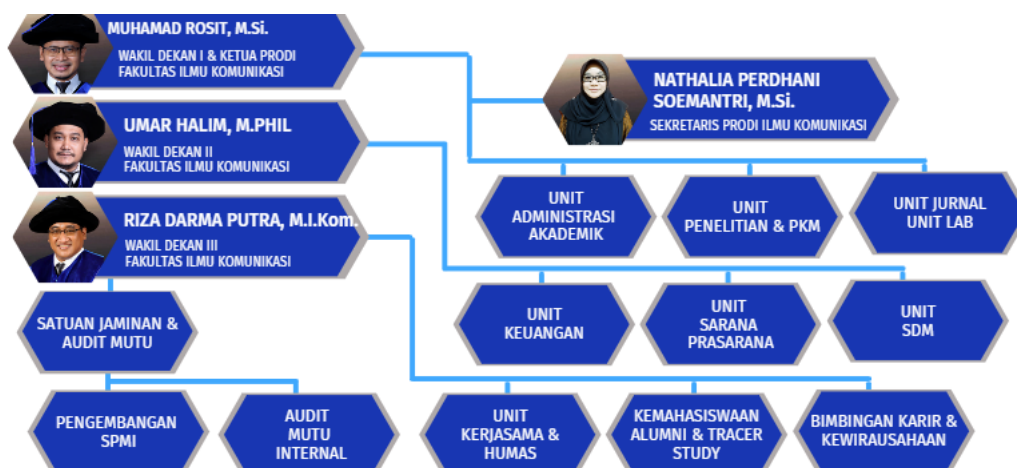 MUHAMAD ROSIT, M.Si.
WAKIL DEKAN I & KETUA PRODI
FAKULTAS ILMU KOMUNIKASI
NATHALIA PERDHANI
SOEMANTRI, M.Si.
SEKRETARIS PRODI ILMU KOMUNIKASI
UMAR HALIM, M.PHIL
WAKIL DEKAN II
FAKULTAS ILMU KOMUNIKASI
UNIT
ADMINISTRASI
AKADEMIK
UNIT
PENELITIAN & PKM
UNIT JURNAL
UNIT LAB
RIZA DARMA PUTRA, M.I.Kom.
WAKIL DEKAN III
FAKULTAS ILMU KOMUNIKASI
UNIT
KEUANGAN
UNIT
SARANA
PRASARANA
UNIT
SDM
SATUAN JAMINAN &
AUDIT MUTU
PENGEMBANGAN
SPMI
AUDIT
MUTU
INTERNAL
UNIT
KERJASAMA &
HUMAS
KEMAHASISWAAN
ALUMNI & TRACER
STUDY
BIMBINGAN KARIR &
KEWIRAUSAHAAN